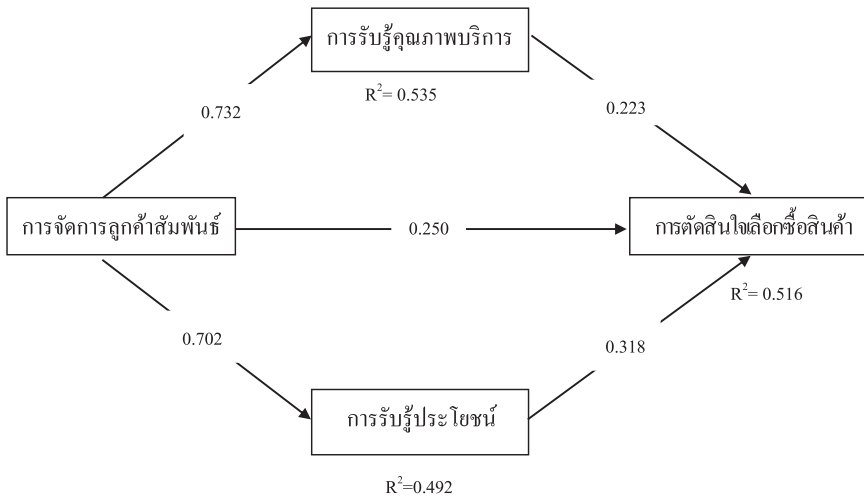 การรับรู้คุณภาพบริการ
R²= 0.535
0.732
0.223
การจัดการลูกค้าสัมพันธ์
0.250
การตัดสินใจเลือกซื้อสินค้า
R²= 0.516
0.702
0.318
การรับรู้ประโยชน์
R²=0.492